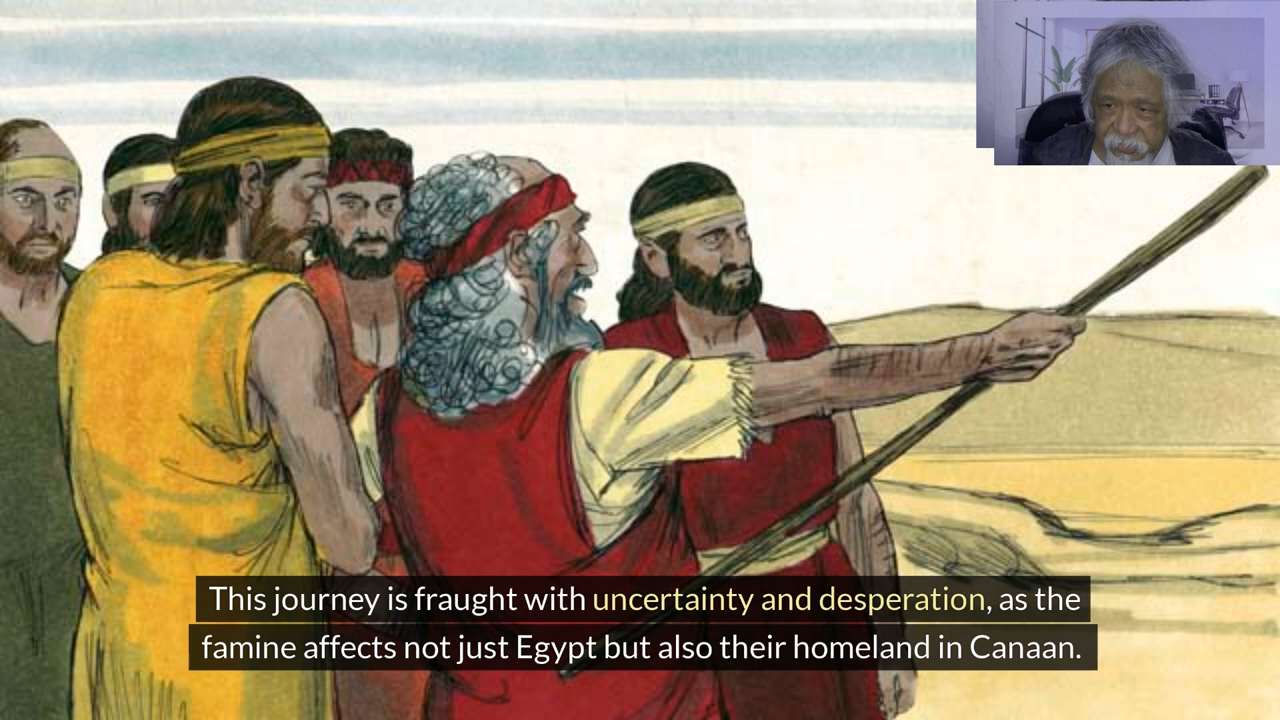 This journey is fraught with uncertainty and desperation, as the
famine affects not just Egypt but also their homeland in Canaan.